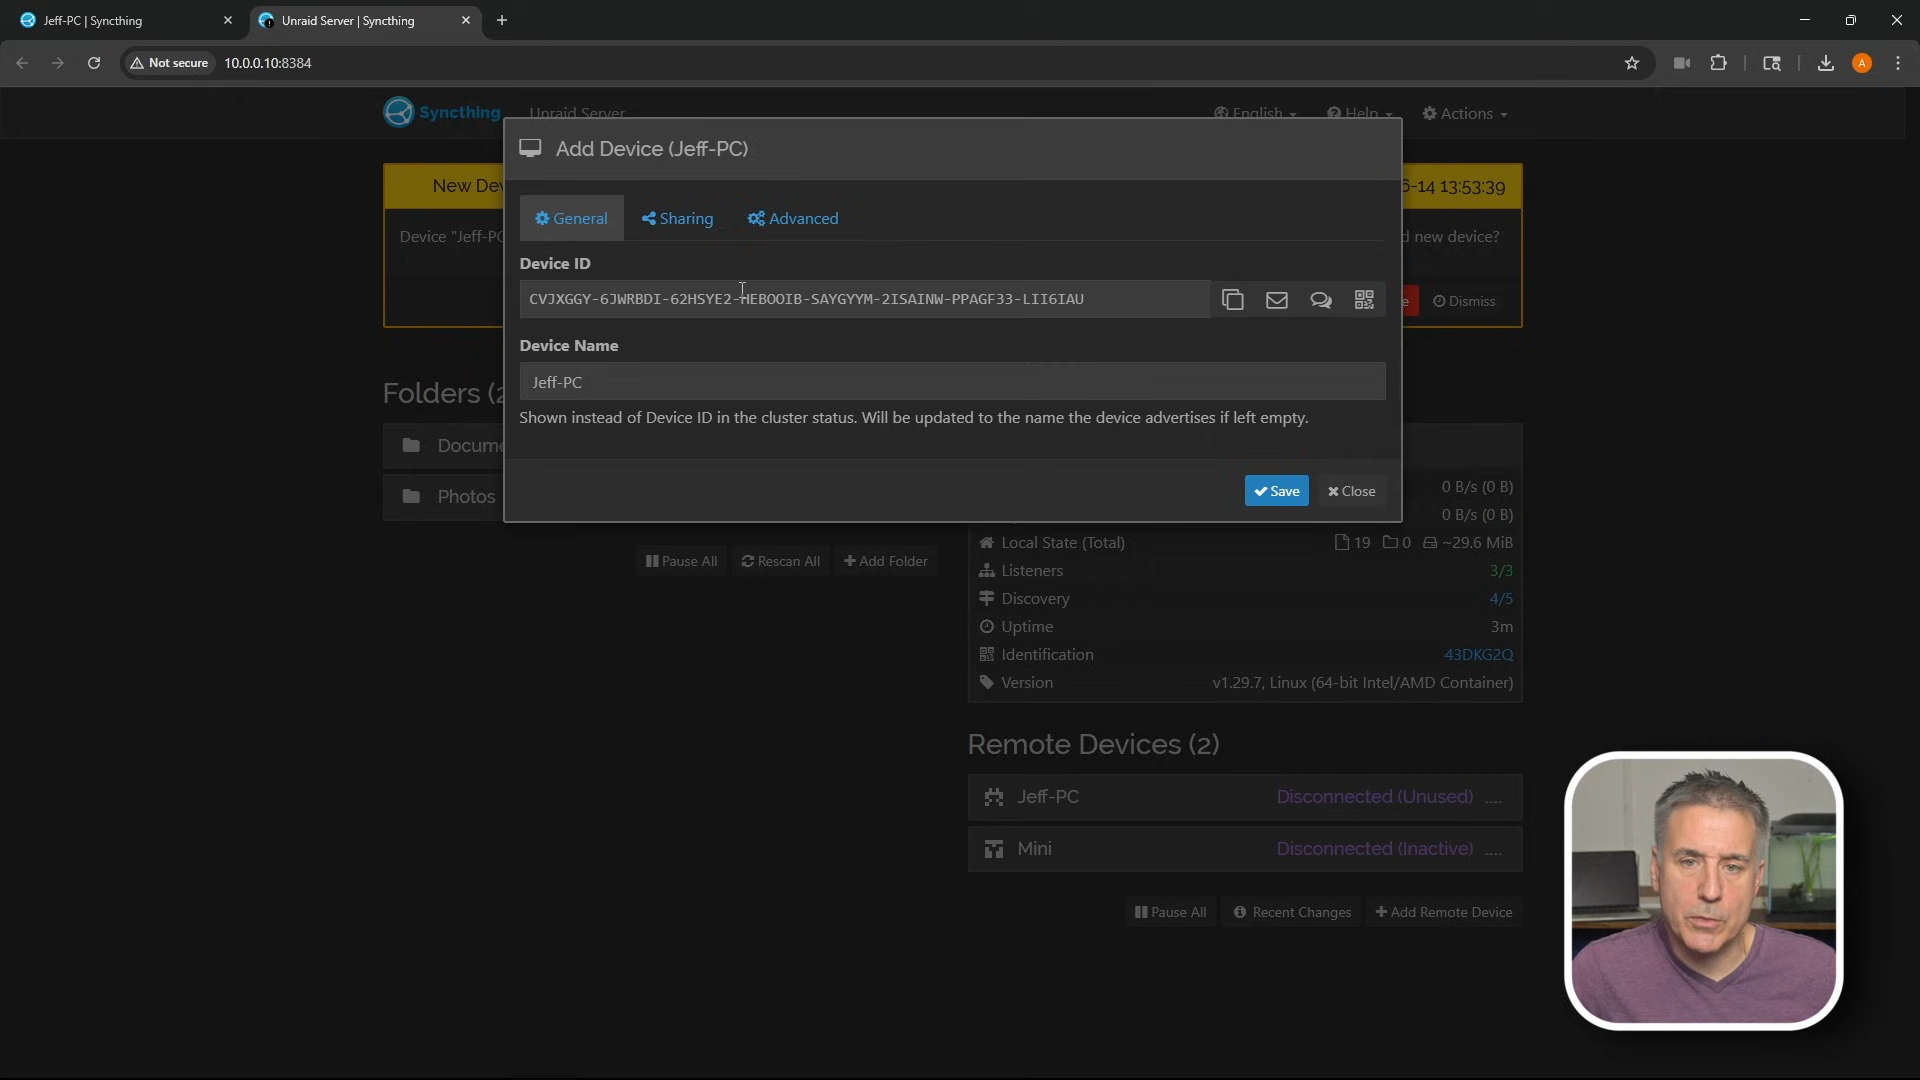 Jeff-PC | Syncthing
Unraid Server | Syncthing
Not secure
10.0.0.10:8384
A
Syncthing
Unraid Server
English
Help
Actions
Add Device (Jeff-PC)
New Dev
6-14 13:53:39
General
Sharing
Advanced
Device "Jeff-PC
d new device?
Device ID
CVJXGGY-6JWRBDI-62HSYE2-HEBOOIB-SAYGYYM-2ISAINW-PPAGF33-LII6IAU
e
Dismiss
Device Name
Jeff-PC
Shown instead of Device ID in the cluster status. Will be updated to the name the device advertises if left empty.
Folders (2
Docume
Photos
Save
Close
0 B/s (0 B)
0 B/s (0 B)
Pause All
Rescan All
Add Folder
Local State (Total)
19
0
~29.6 MiB
Listeners
3/3
Discovery
4/5
Uptime
3m
Identification
43DKG2Q
Version
v1.29.7, Linux (64-bit Intel/AMD Container)
Remote Devices (2)
Jeff-PC
Disconnected (Unused)
Mini
Disconnected (Inactive)
Pause All
Recent Changes
Add Remote Device